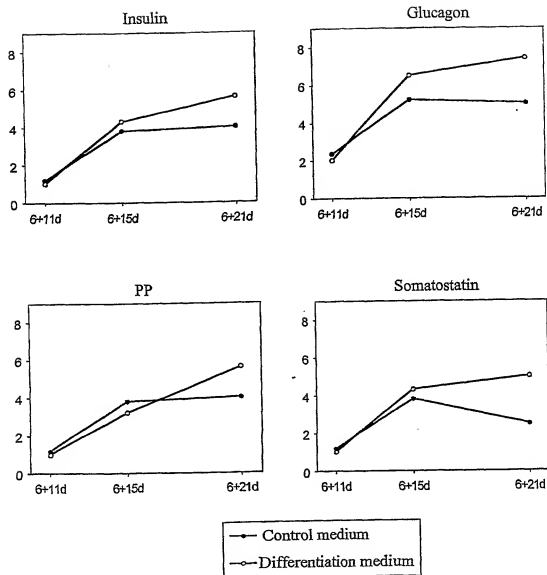 Insulin
8
6
4
2
0
6+11d 6+15d 6+21d
Glucagon
8
6
4
2
0
6+11d 6+15d 6+21d
PP
8
6
4
2
0
6+11d 6+15d 6+21d
Somatostatin
8
6
4
2
0
6+11d 6+15d 6+21d
Control medium
Differentiation medium